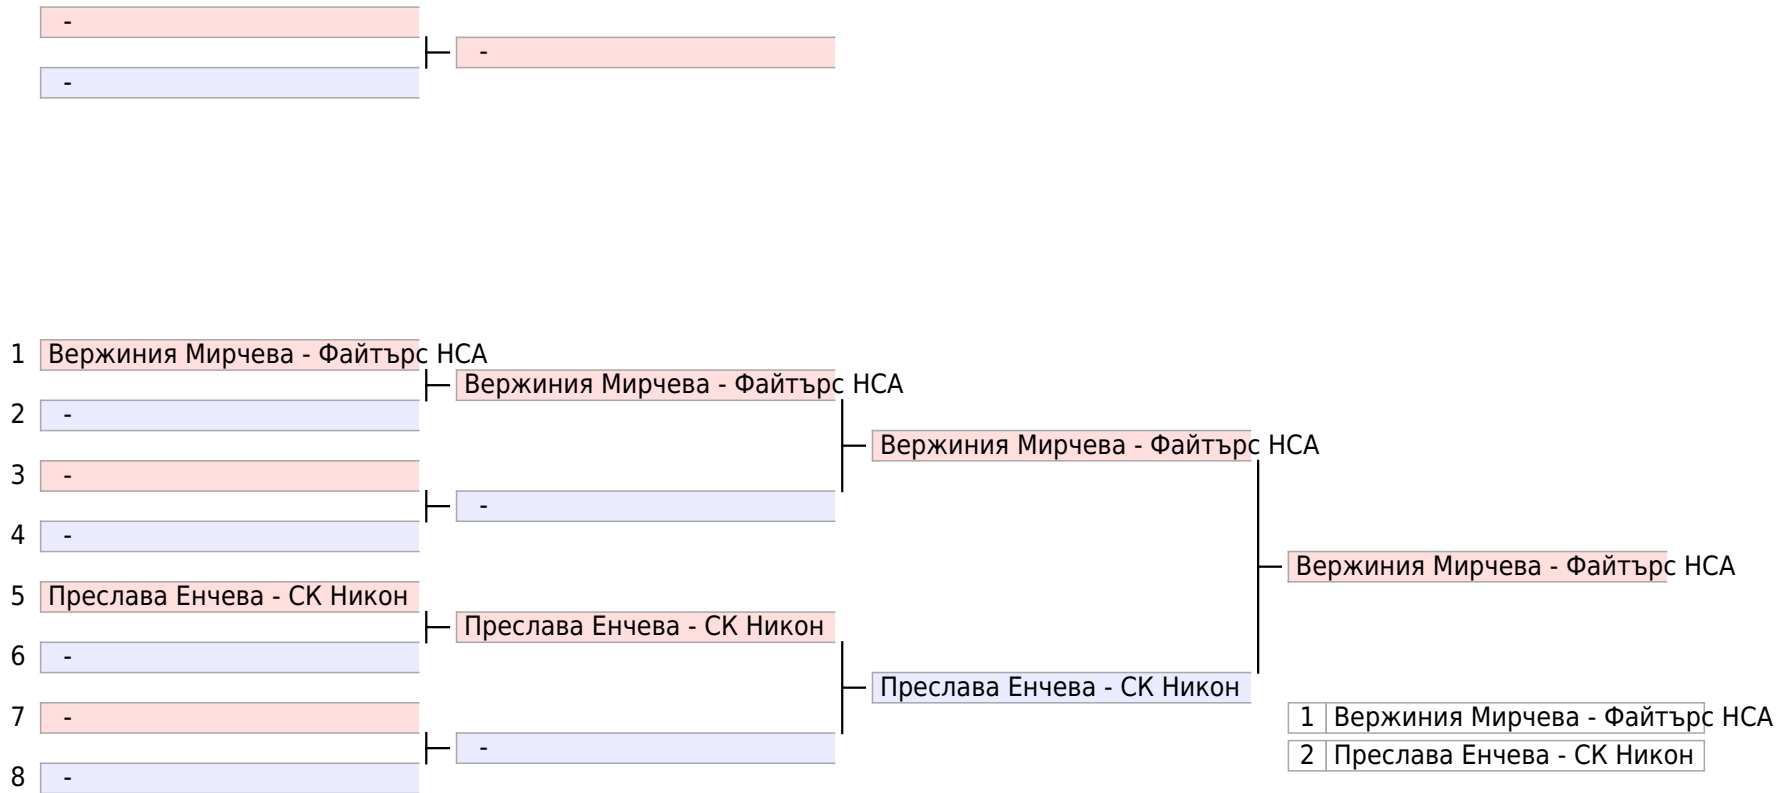 -
-
-
1 Вержиния Мирчева - Файтърс НСА
Вержиния Мирчева - Файтърс НСА
2 -
Вержиния Мирчева - Файтърс НСА
3 -
-
4 -
Вержиния Мирчева - Файтърс НСА
5 Преслава Енчева - СК Никон
Преслава Енчева - СК Никон
6 -
Преслава Енчева - СК Никон
7 -
1 Вержиния Мирчева - Файтърс НСА
-
2 Преслава Енчева - СК Никон
8 -